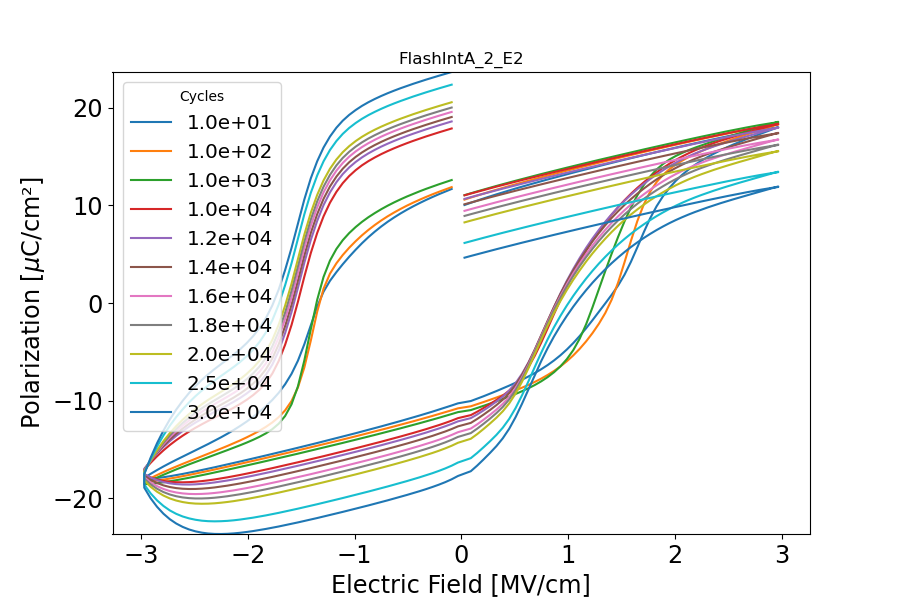 FlashIntA_2_E2
Cycles
1.0e+01
1.0e+02
1.0e+03
1.0e+04
1.2e+04
1.4e+04
1.6e+04
1.8e+04
2.0e+04
2.5e+04
3.0e+04
20
10
0
−10
−20
Polarization [μC/cm²]
−3 −2 −1 0 1 2 3
Electric Field [MV/cm]